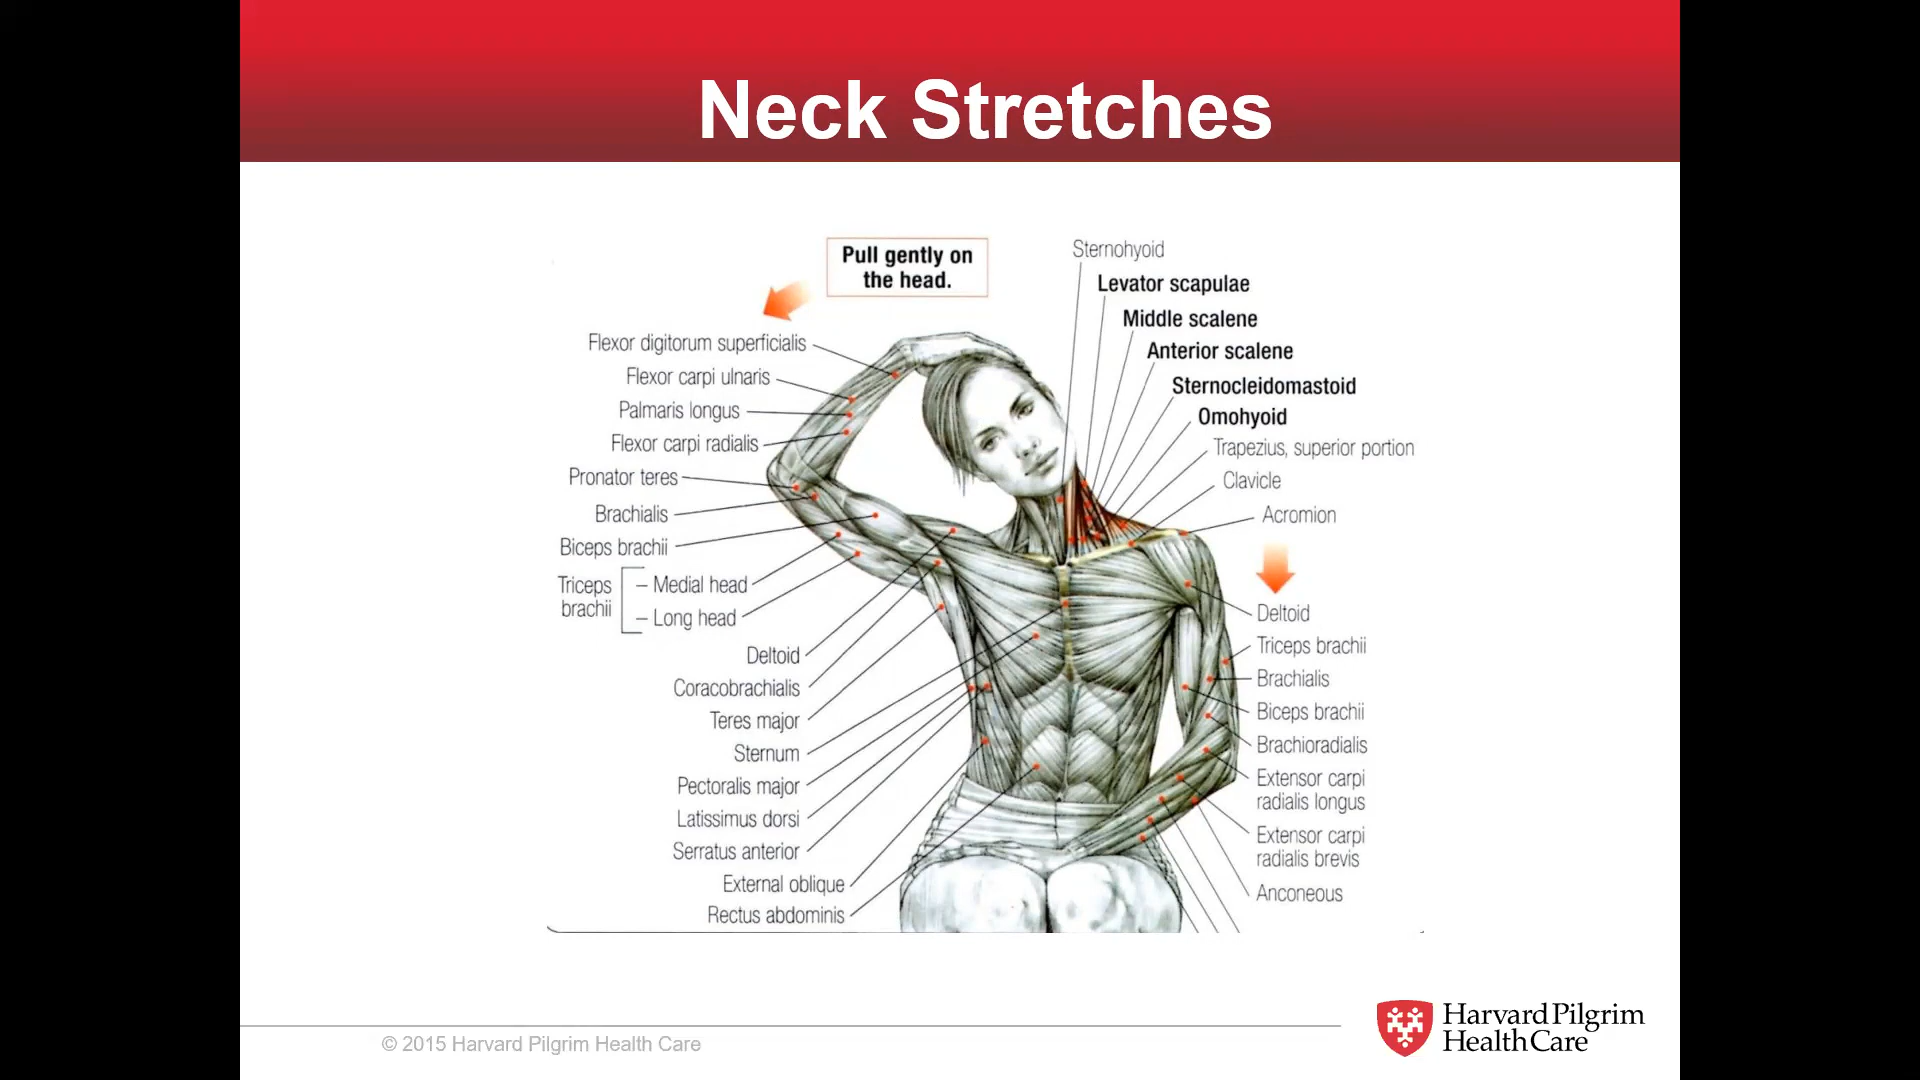 Neck Stretches
Pull gently on
the head.
Flexor digitorum superficialis
Flexor carpi ulnaris
Palmaris longus
Flexor carpi radialis
Pronator teres
Brachialis
Biceps brachii
Triceps
brachii
– Medial head
– Long head
Deltoid
Coracobrachialis
Teres major
Sternum
Pectoralis major
Latissimus dorsi
Serratus anterior
External oblique
Rectus abdominis
Sternohyoid
Levator scapulae
Middle scalene
Anterior scalene
Sternocleidomastoid
Omohyoid
Trapezius, superior portion
Clavicle
Acromion
Deltoid
Triceps brachii
Brachialis
Biceps brachii
Brachioradialis
Extensor carpi
radialis longus
Extensor carpi
radialis brevis
Anconeous
© 2015 Harvard Pilgrim Health Care
Harvard Pilgrim
Health Care